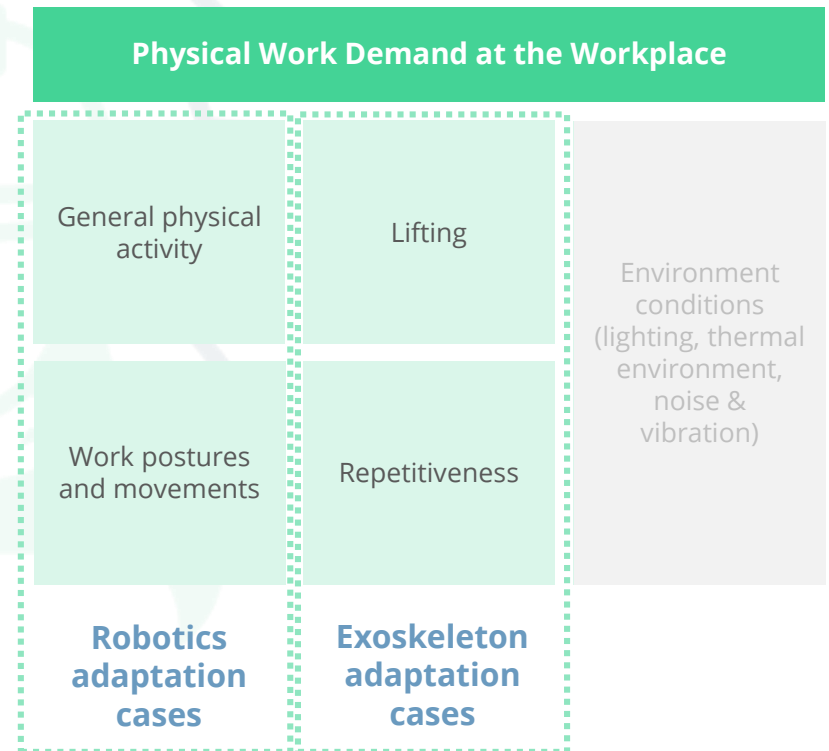 Physical Work Demand at the Workplace
General physical
activity
Lifting
Environment
conditions
(lighting, thermal
environment,
noise &
vibration)
Work postures
and movements
Repetitiveness
Robotics
adaptation
cases
Exoskeleton
adaptation
cases